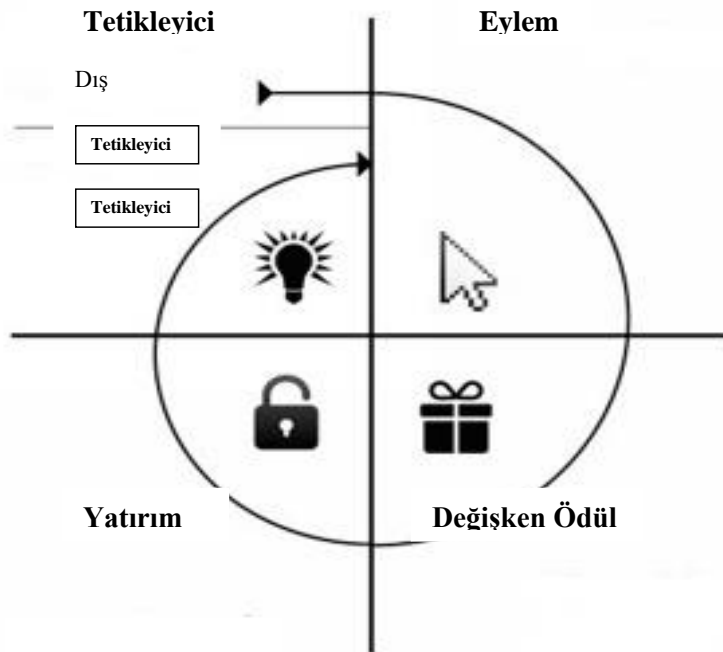 Tetikleyici
Eylem
Dış
Tetikleyici
Tetikleyici
Yatırım
Değişken Ödül